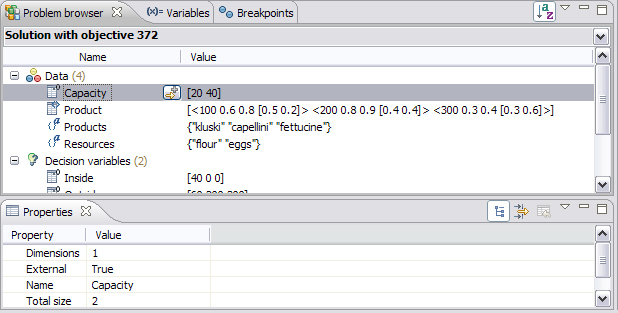 Problem browser (x)= Variables Breakpoints
Solution with objective 372
Name Value
Data (4)
Capacity [20 40]
Product [<100 0.6 0.8 [0.5 0.2]> <200 0.8 0.9 [0.4 0.4]> <300 0.3 0.4 [0.3 0.6]>]
Products {"kluski" "capellini" "fettucine"}
Resources {"flour" "eggs"}
Decision variables (2)
Inside [40 0 0]
Properties
Property Value
Dimensions 1
External True
Name Capacity
Total size 2